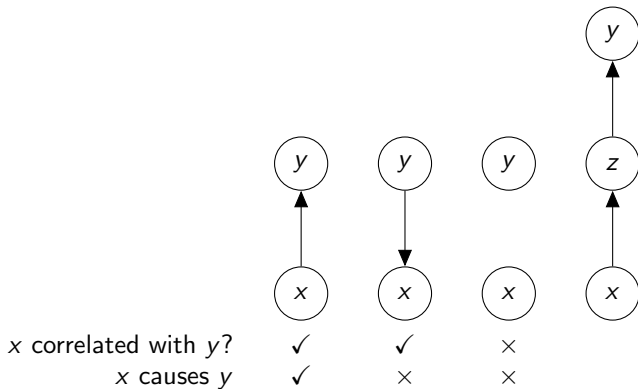 y
y y y z
x x x x
x correlated with y? ✓ ✓ ×
x causes y ✓ × ×